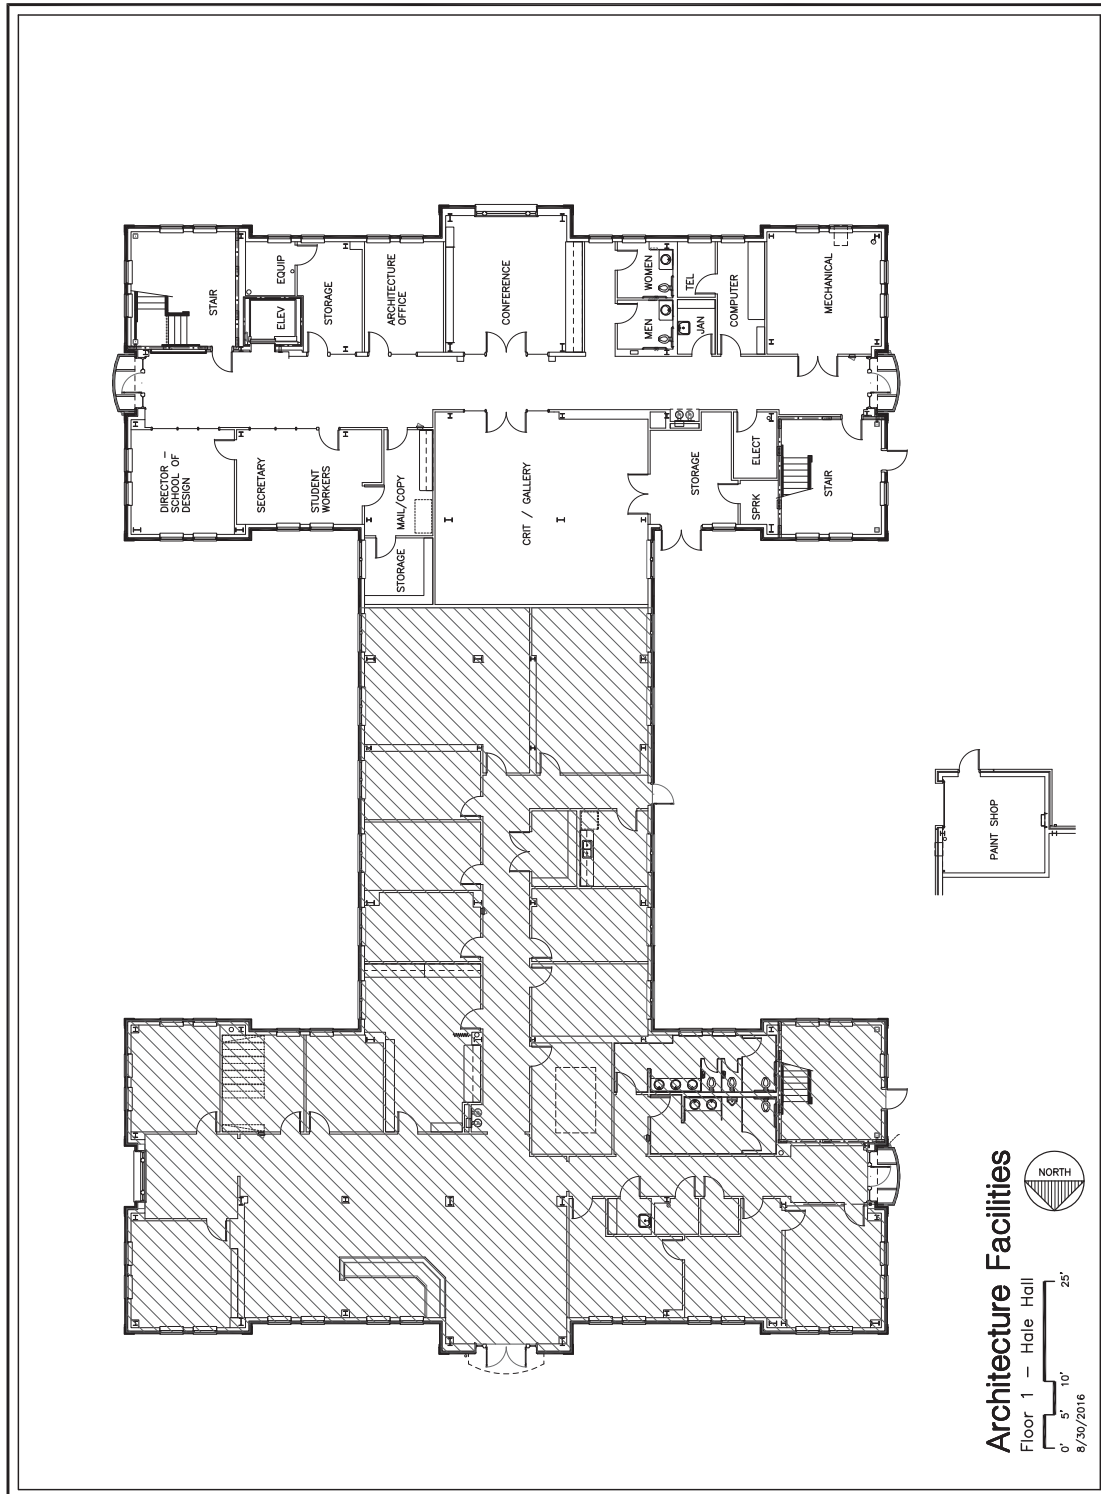 STAIR
EQUIP
ELEV
STORAGE
ARCHITECTURE
OFFICE
CONFERENCE
WOMEN
MEN
TEL
JAN
COMPUTER
MECHANICAL
DIRECTOR –
SCHOOL OF
DESIGN
SECRETARY
STUDENT
WORKERS
MAIL/COPY
STORAGE
CRIT / GALLERY
STORAGE
ELECT
SPRK
STAIR
PAINT SHOP
NORTH
Architecture Facilities
Floor 1 – Hale Hall
0' 5' 10' 25'
8/30/2016